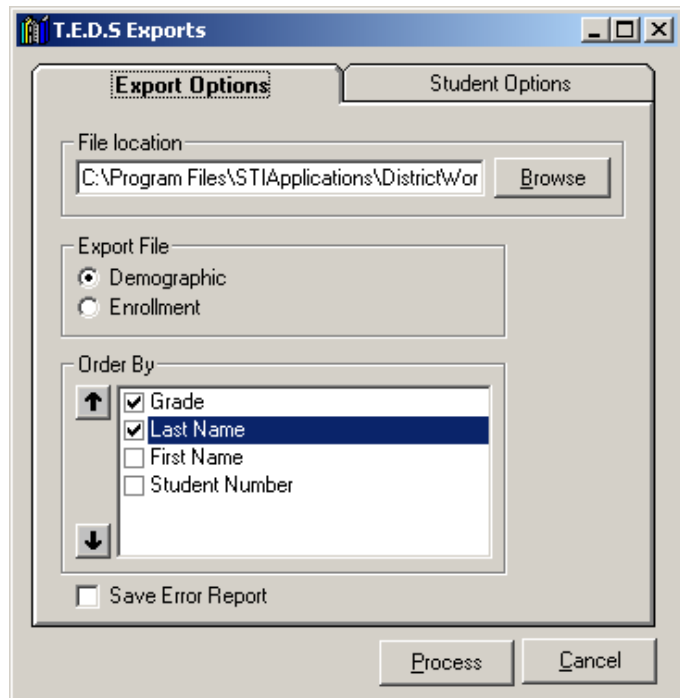 T.E.D.S Exports
Export Options
Student Options
File location
C:\Program Files\STIApplications\DistrictWor
Browse
Export File
Demographic
Enrollment
Order By
Grade
Last Name
First Name
Student Number
Save Error Report
Process
Cancel